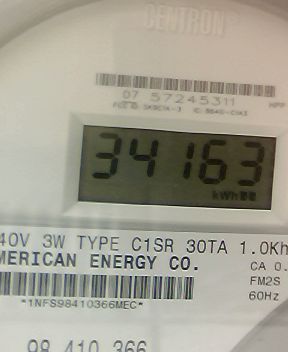 CENTRON
07 57245311
34163
kWh
40V 3W TYPE C1SR 30TA 1.0Kh
MERICAN ENERGY CO.
CA 0.
FM2S
60Hz
*1NFS98410366MEC*
98 410 366